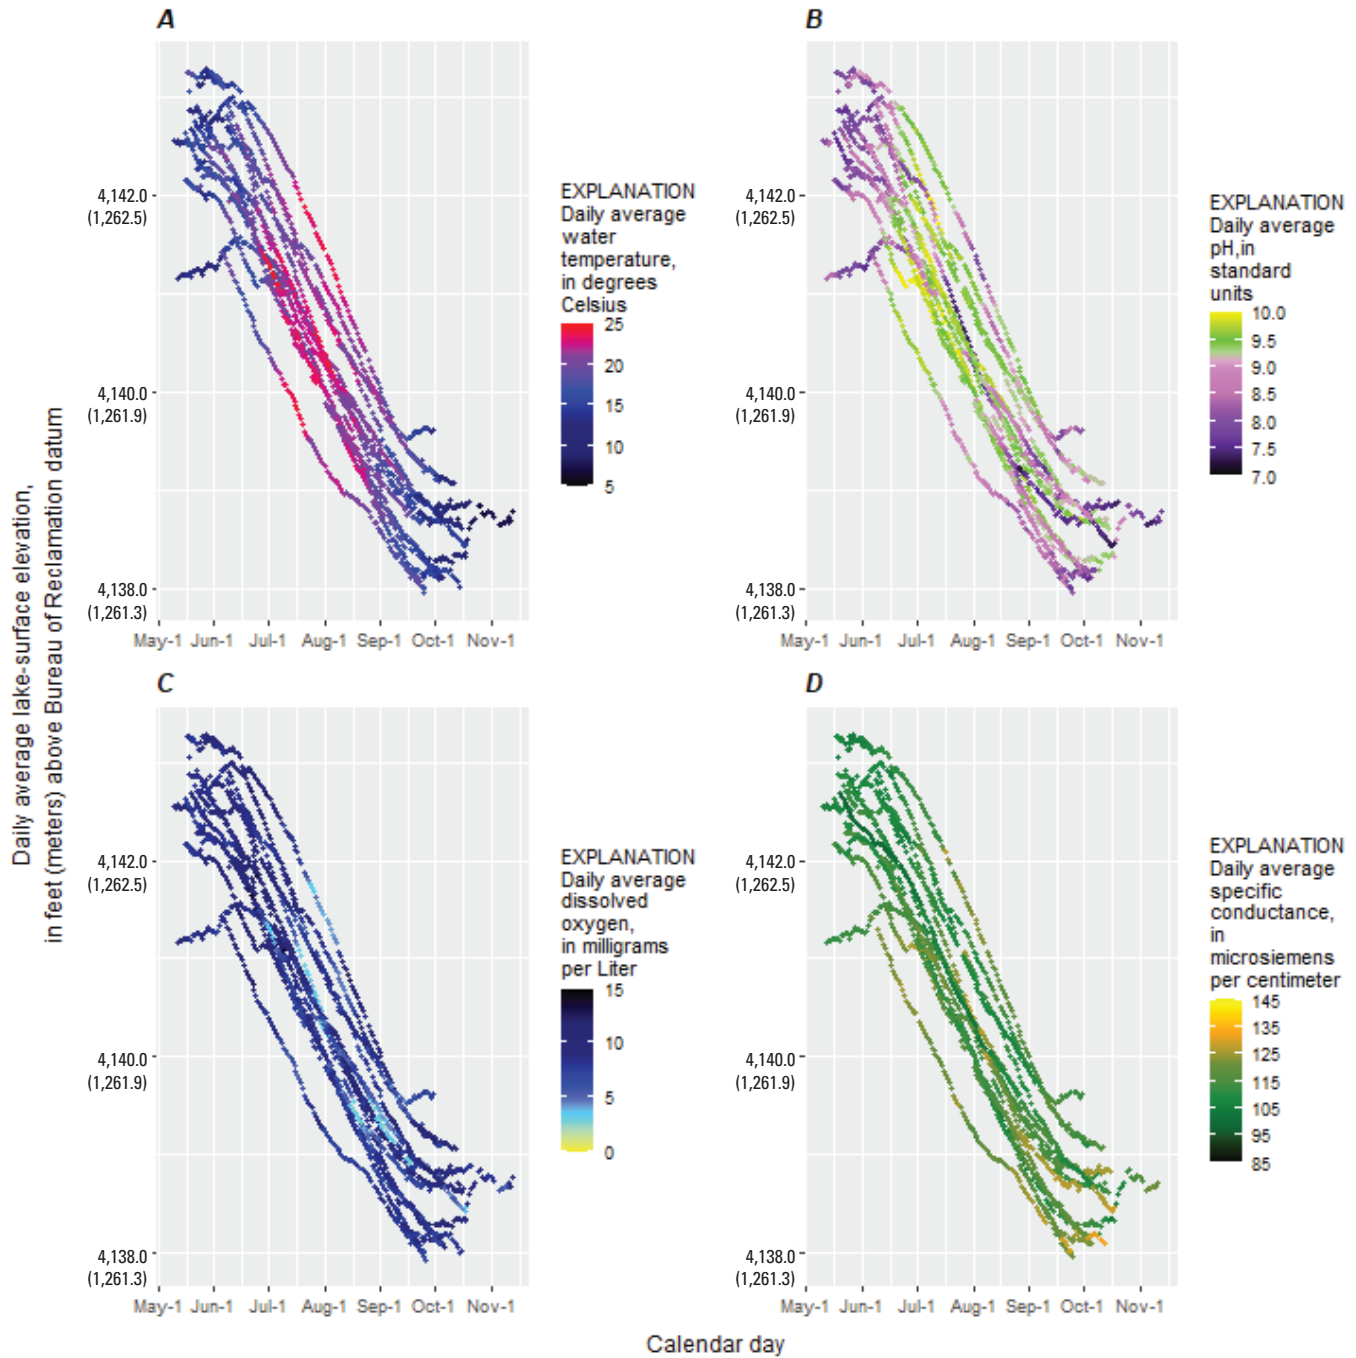 A
4,142.0
(1,262.5)
4,140.0
(1,261.9)
4,138.0
(1,261.3)
May-1 Jun-1 Jul-1 Aug-1 Sep-1 Oct-1 Nov-1
EXPLANATION
Daily average
water
temperature,
in degrees
Celsius
25
20
15
10
5
B
4,142.0
(1,262.5)
4,140.0
(1,261.9)
4,138.0
(1,261.3)
May-1 Jun-1 Jul-1 Aug-1 Sep-1 Oct-1 Nov-1
EXPLANATION
Daily average
pH,in
standard
units
10.0
9.5
9.0
8.5
8.0
7.5
7.0
Daily average lake-surface elevation,
in feet (meters) above Bureau of Reclamation datum
C
4,142.0
(1,262.5)
4,140.0
(1,261.9)
4,138.0
(1,261.3)
May-1 Jun-1 Jul-1 Aug-1 Sep-1 Oct-1 Nov-1
EXPLANATION
Daily average
dissolved
oxygen,
in milligrams
per Liter
15
10
5
0
D
4,142.0
(1,262.5)
4,140.0
(1,261.9)
4,138.0
(1,261.3)
May-1 Jun-1 Jul-1 Aug-1 Sep-1 Oct-1 Nov-1
EXPLANATION
Daily average
specific
conductance,
in
microsiemens
per centimeter
145
135
125
115
105
95
85
Calendar day